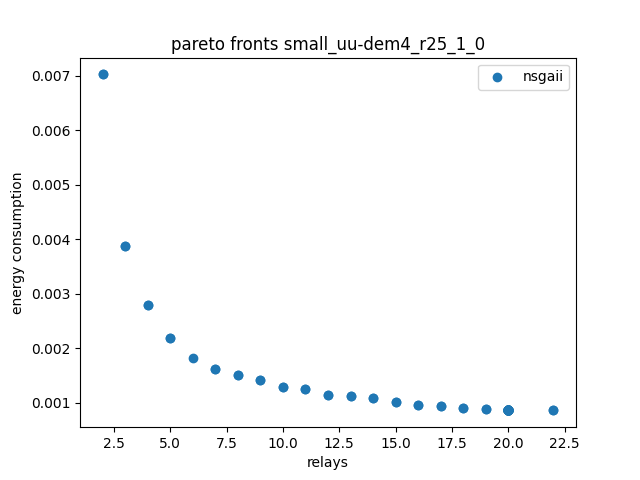 pareto fronts small_uu-dem4_r25_1_0
nsgaii
0.007
0.006
0.005
0.004
0.003
0.002
0.001
energy consumption
2.5 5.0 7.5 10.0 12.5 15.0 17.5 20.0 22.5
relays